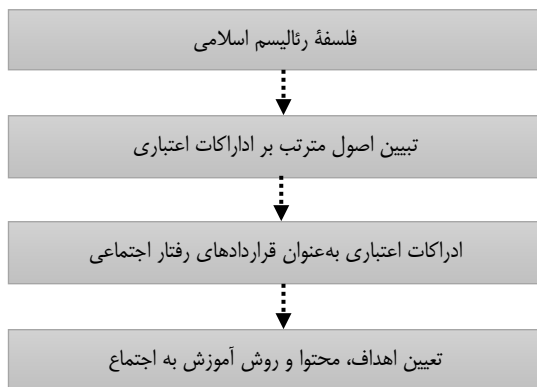 فلسفهٔ رئالیسم اسلامی
تبیین اصول مترتب بر اداراکات اعتباری
ادراکات اعتباری به‌عنوان قراردادهای رفتار اجتماعی
تعیین اهداف، محتوا و روش آموزش به اجتماع